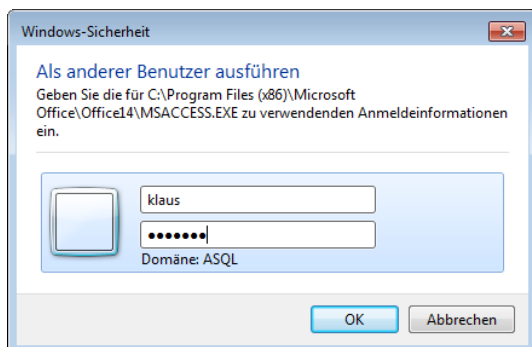 Windows-Sicherheit
Als anderer Benutzer ausführen
Geben Sie die für C:\Program Files (x86)\Microsoft
Office\Office14\MSACCESS.EXE zu verwendenden Anmeldeinformationen
ein.
klaus
•••••••
Domäne: ASQL
OK
Abbrechen